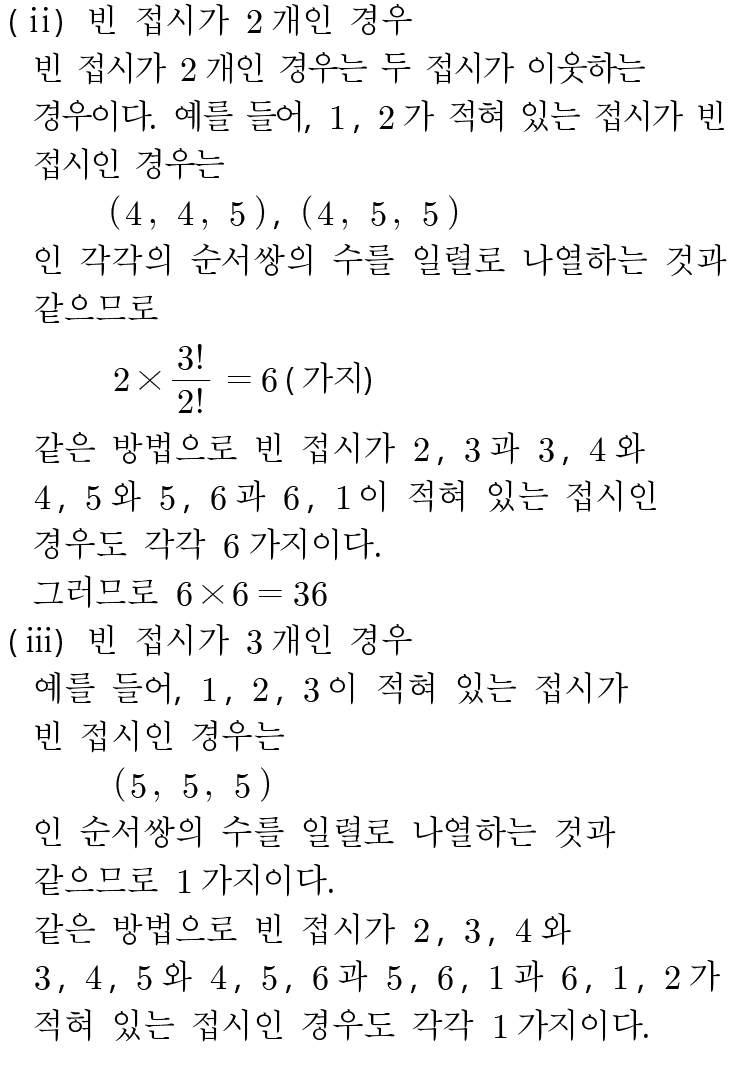 (ii) 빈 접시가 2개인 경우
빈 접시가 2개인 경우는 두 접시가 이웃하는
경우이다. 예를 들어, 1, 2가 적혀 있는 접시가 빈
접시인 경우는
(4, 4, 5), (4, 5, 5)
인 각각의 순서쌍의 수를 일렬로 나열하는 것과
같으므로
2 × 3!/2! = 6(가지)
같은 방법으로 빈 접시가 2, 3과 3, 4와
4, 5와 5, 6과 6, 1이 적혀 있는 접시인
경우도 각각 6가지이다.
그러므로 6×6=36
(iii) 빈 접시가 3개인 경우
예를 들어, 1, 2, 3이 적혀 있는 접시가
빈 접시인 경우는
(5, 5, 5)
인 순서쌍의 수를 일렬로 나열하는 것과
같으므로 1가지이다.
같은 방법으로 빈 접시가 2, 3, 4와
3, 4, 5와 4, 5, 6과 5, 6, 1과 6, 1, 2가
적혀 있는 접시인 경우도 각각 1가지이다.